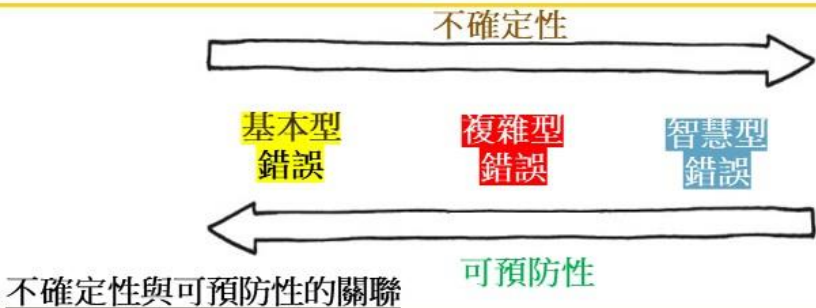 不確定性
基本型
錯誤
複雜型
錯誤
智慧型
錯誤
可預防性
不確定性與可預防性的關聯